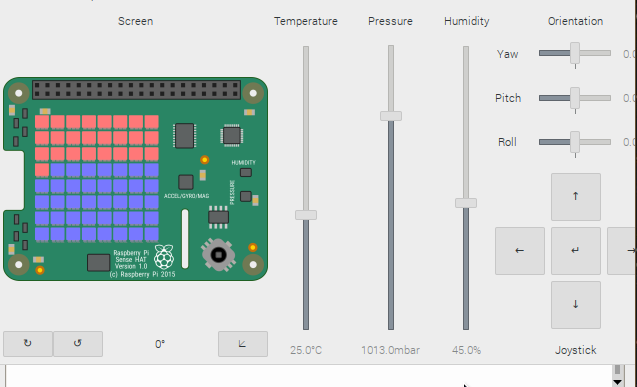 Screen
Temperature
Pressure
Humidity
Orientation
Yaw
0.0
Pitch
0.0
Roll
0.0
HUMIDITY
PRESSURE
ACCEL/GYRO/MAG
Raspberry Pi
Sense HAT
Version 1.0
(c) Raspberry Pi 2015
↑
← ↵ →
↓
↻ ↺ 0°
25.0°C
1013.0mbar
45.0%
Joystick